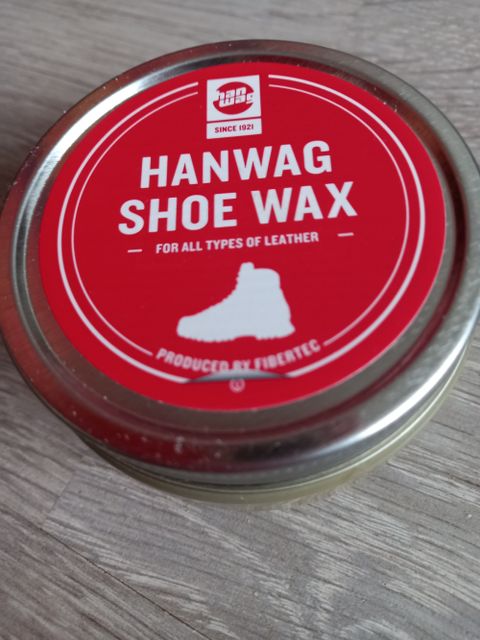 han
wag
SINCE 1921
HANWAG
SHOE WAX
— FOR ALL TYPES OF LEATHER —
PRODUCED BY FIBERTEC